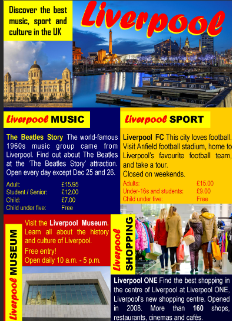 Discover the best
music, sport and
culture in the UK
Liverpool
Liverpool MUSIC
The Beatles Story The world-famous
1960s music group came from
Liverpool. Find out about The Beatles
at the 'The Beatles Story' attraction.
Open every day except Dec 25 and 26.
Adult: £15.95
Student / Senior: £12.00
Child: £7.00
Child under five: Free
Liverpool SPORT
Liverpool FC This city loves football.
Visit Anfield football stadium, home to
Liverpool's favourite football team,
and take a tour.
Closed on weekends.
Adults: £15.00
Under-16s and students: £9.00
Child under five: Free
Liverpool MUSEUM
Visit the Liverpool Museum.
Learn all about the history
and culture of Liverpool.
Free entry!
Open daily 10 a.m. - 5 p.m.
Liverpool SHOPPING
Liverpool ONE Find the best shopping in
the centre of Liverpool at Liverpool ONE,
Liverpool's new shopping centre. Opened
in 2008. More than 160 shops,
restaurants, cinemas and cafés.